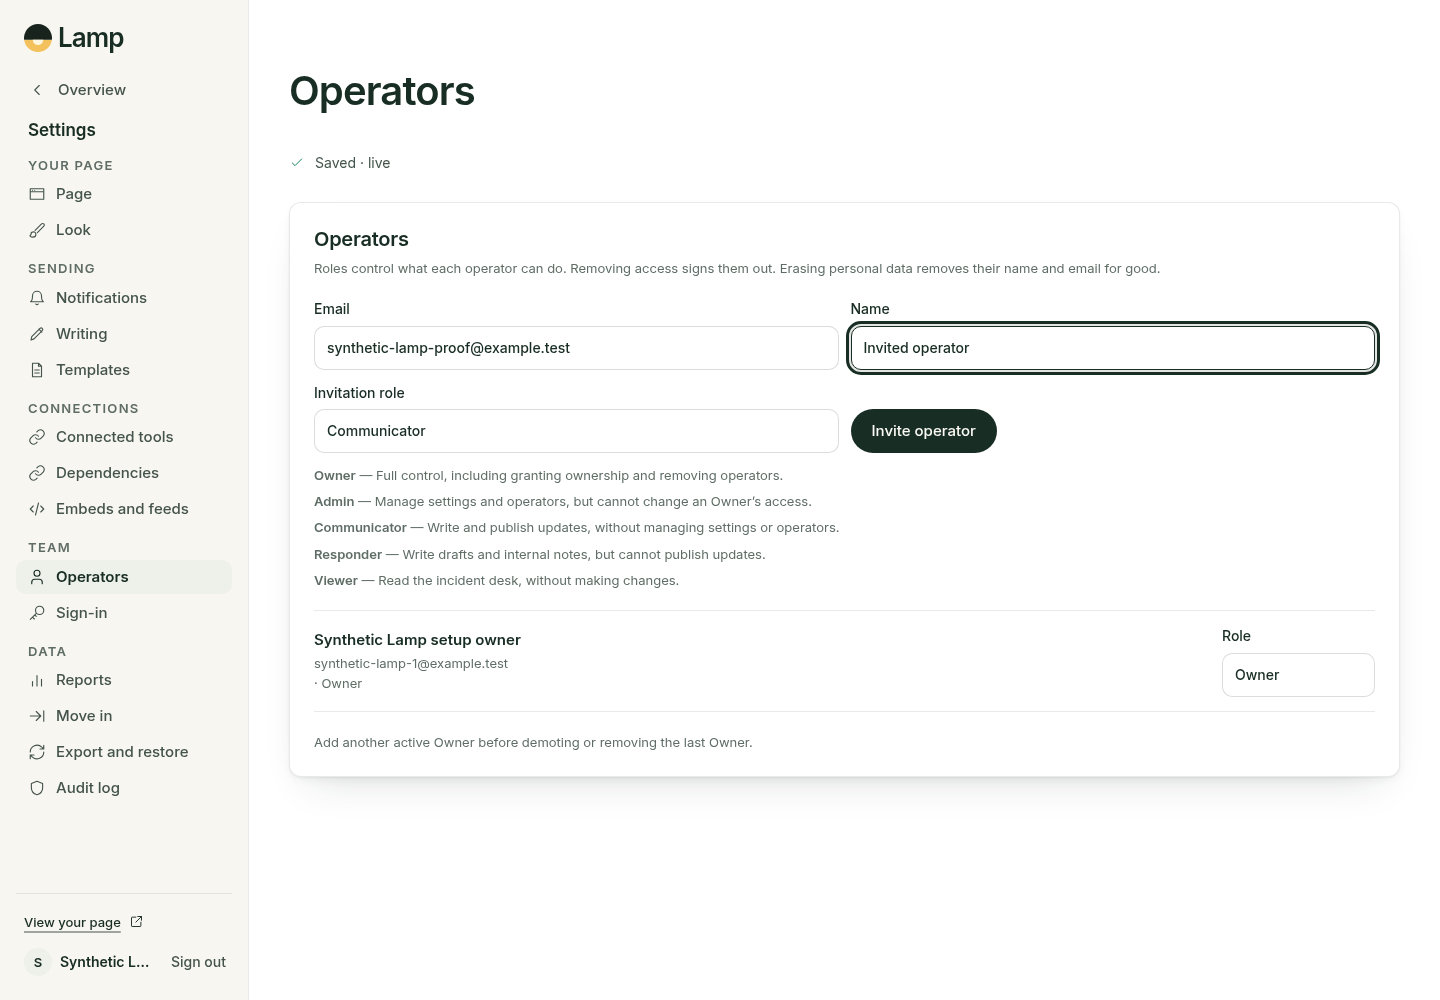 Lamp
Overview
Settings
YOUR PAGE
Page
Look
SENDING
Notifications
Writing
Templates
CONNECTIONS
Connected tools
Dependencies
Embeds and feeds
TEAM
Operators
Sign-in
DATA
Reports
Move in
Export and restore
Audit log
View your page
S
Synthetic L...
Sign out
Operators
Saved · live
Operators
Roles control what each operator can do. Removing access signs them out. Erasing personal data removes their name and email for good.
Email
synthetic-lamp-proof@example.test
Name
Invited operator
Invitation role
Communicator
Invite operator
Owner — Full control, including granting ownership and removing operators.
Admin — Manage settings and operators, but cannot change an Owner’s access.
Communicator — Write and publish updates, without managing settings or operators.
Responder — Write drafts and internal notes, but cannot publish updates.
Viewer — Read the incident desk, without making changes.
Synthetic Lamp setup owner
synthetic-lamp-1@example.test
· Owner
Role
Owner
Add another active Owner before demoting or removing the last Owner.